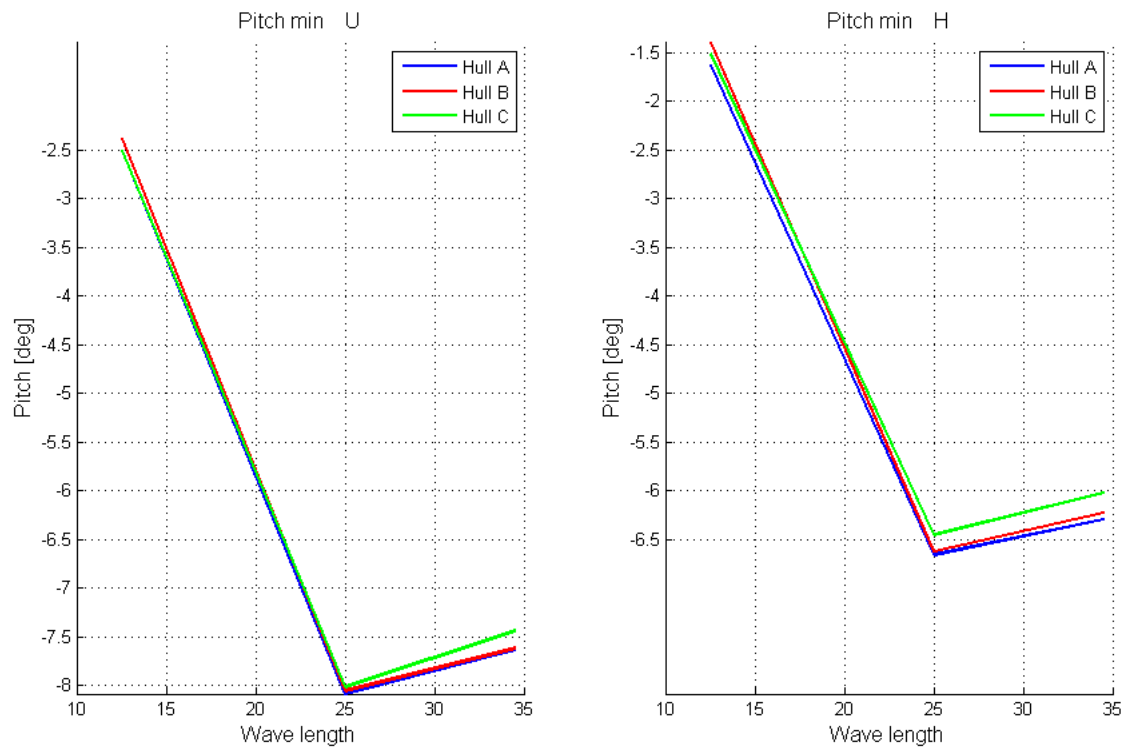 Pitch min U
Hull A
Hull B
Hull C
-2.5
-3
-3.5
-4
-4.5
-5
-5.5
-6
-6.5
-7
-7.5
-8
Pitch [deg]
10
15
20
25
30
35
Wave length
Pitch min H
Hull A
Hull B
Hull C
-1.5
-2
-2.5
-3
-3.5
-4
-4.5
-5
-5.5
-6
-6.5
Pitch [deg]
10
15
20
25
30
35
Wave length